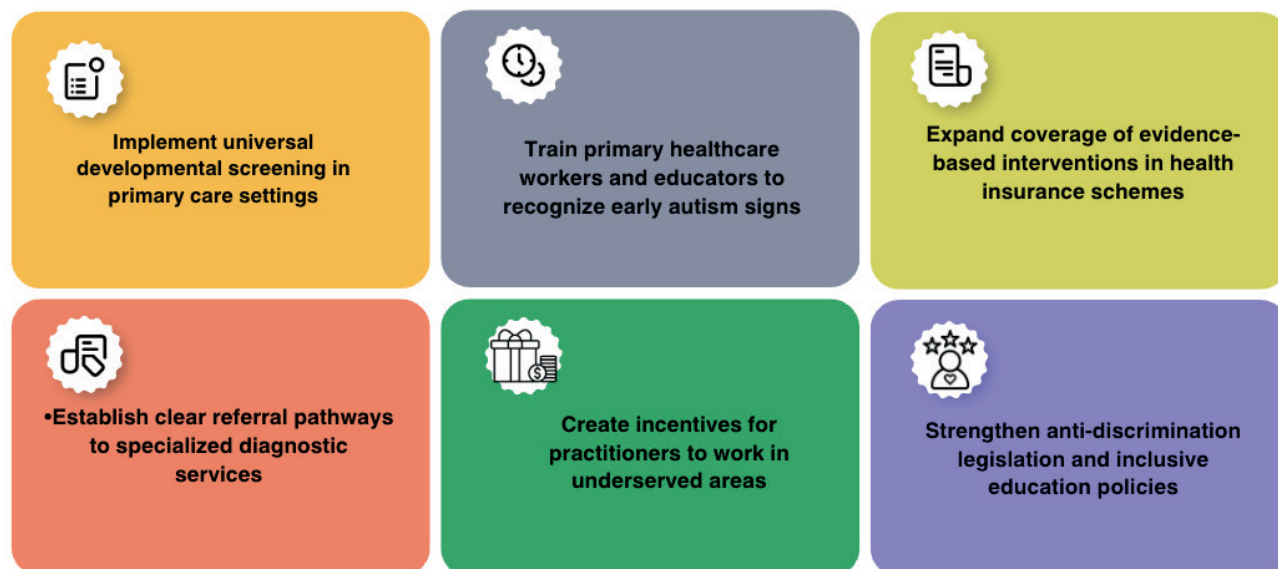 Implement universal
developmental screening in
primary care settings
Train primary healthcare
workers and educators to
recognize early autism signs
Expand coverage of evidence-
based interventions in health
insurance schemes
•Establish clear referral pathways
to specialized diagnostic
services
Create incentives for
practitioners to work in
underserved areas
Strengthen anti-discrimination
legislation and inclusive
education policies